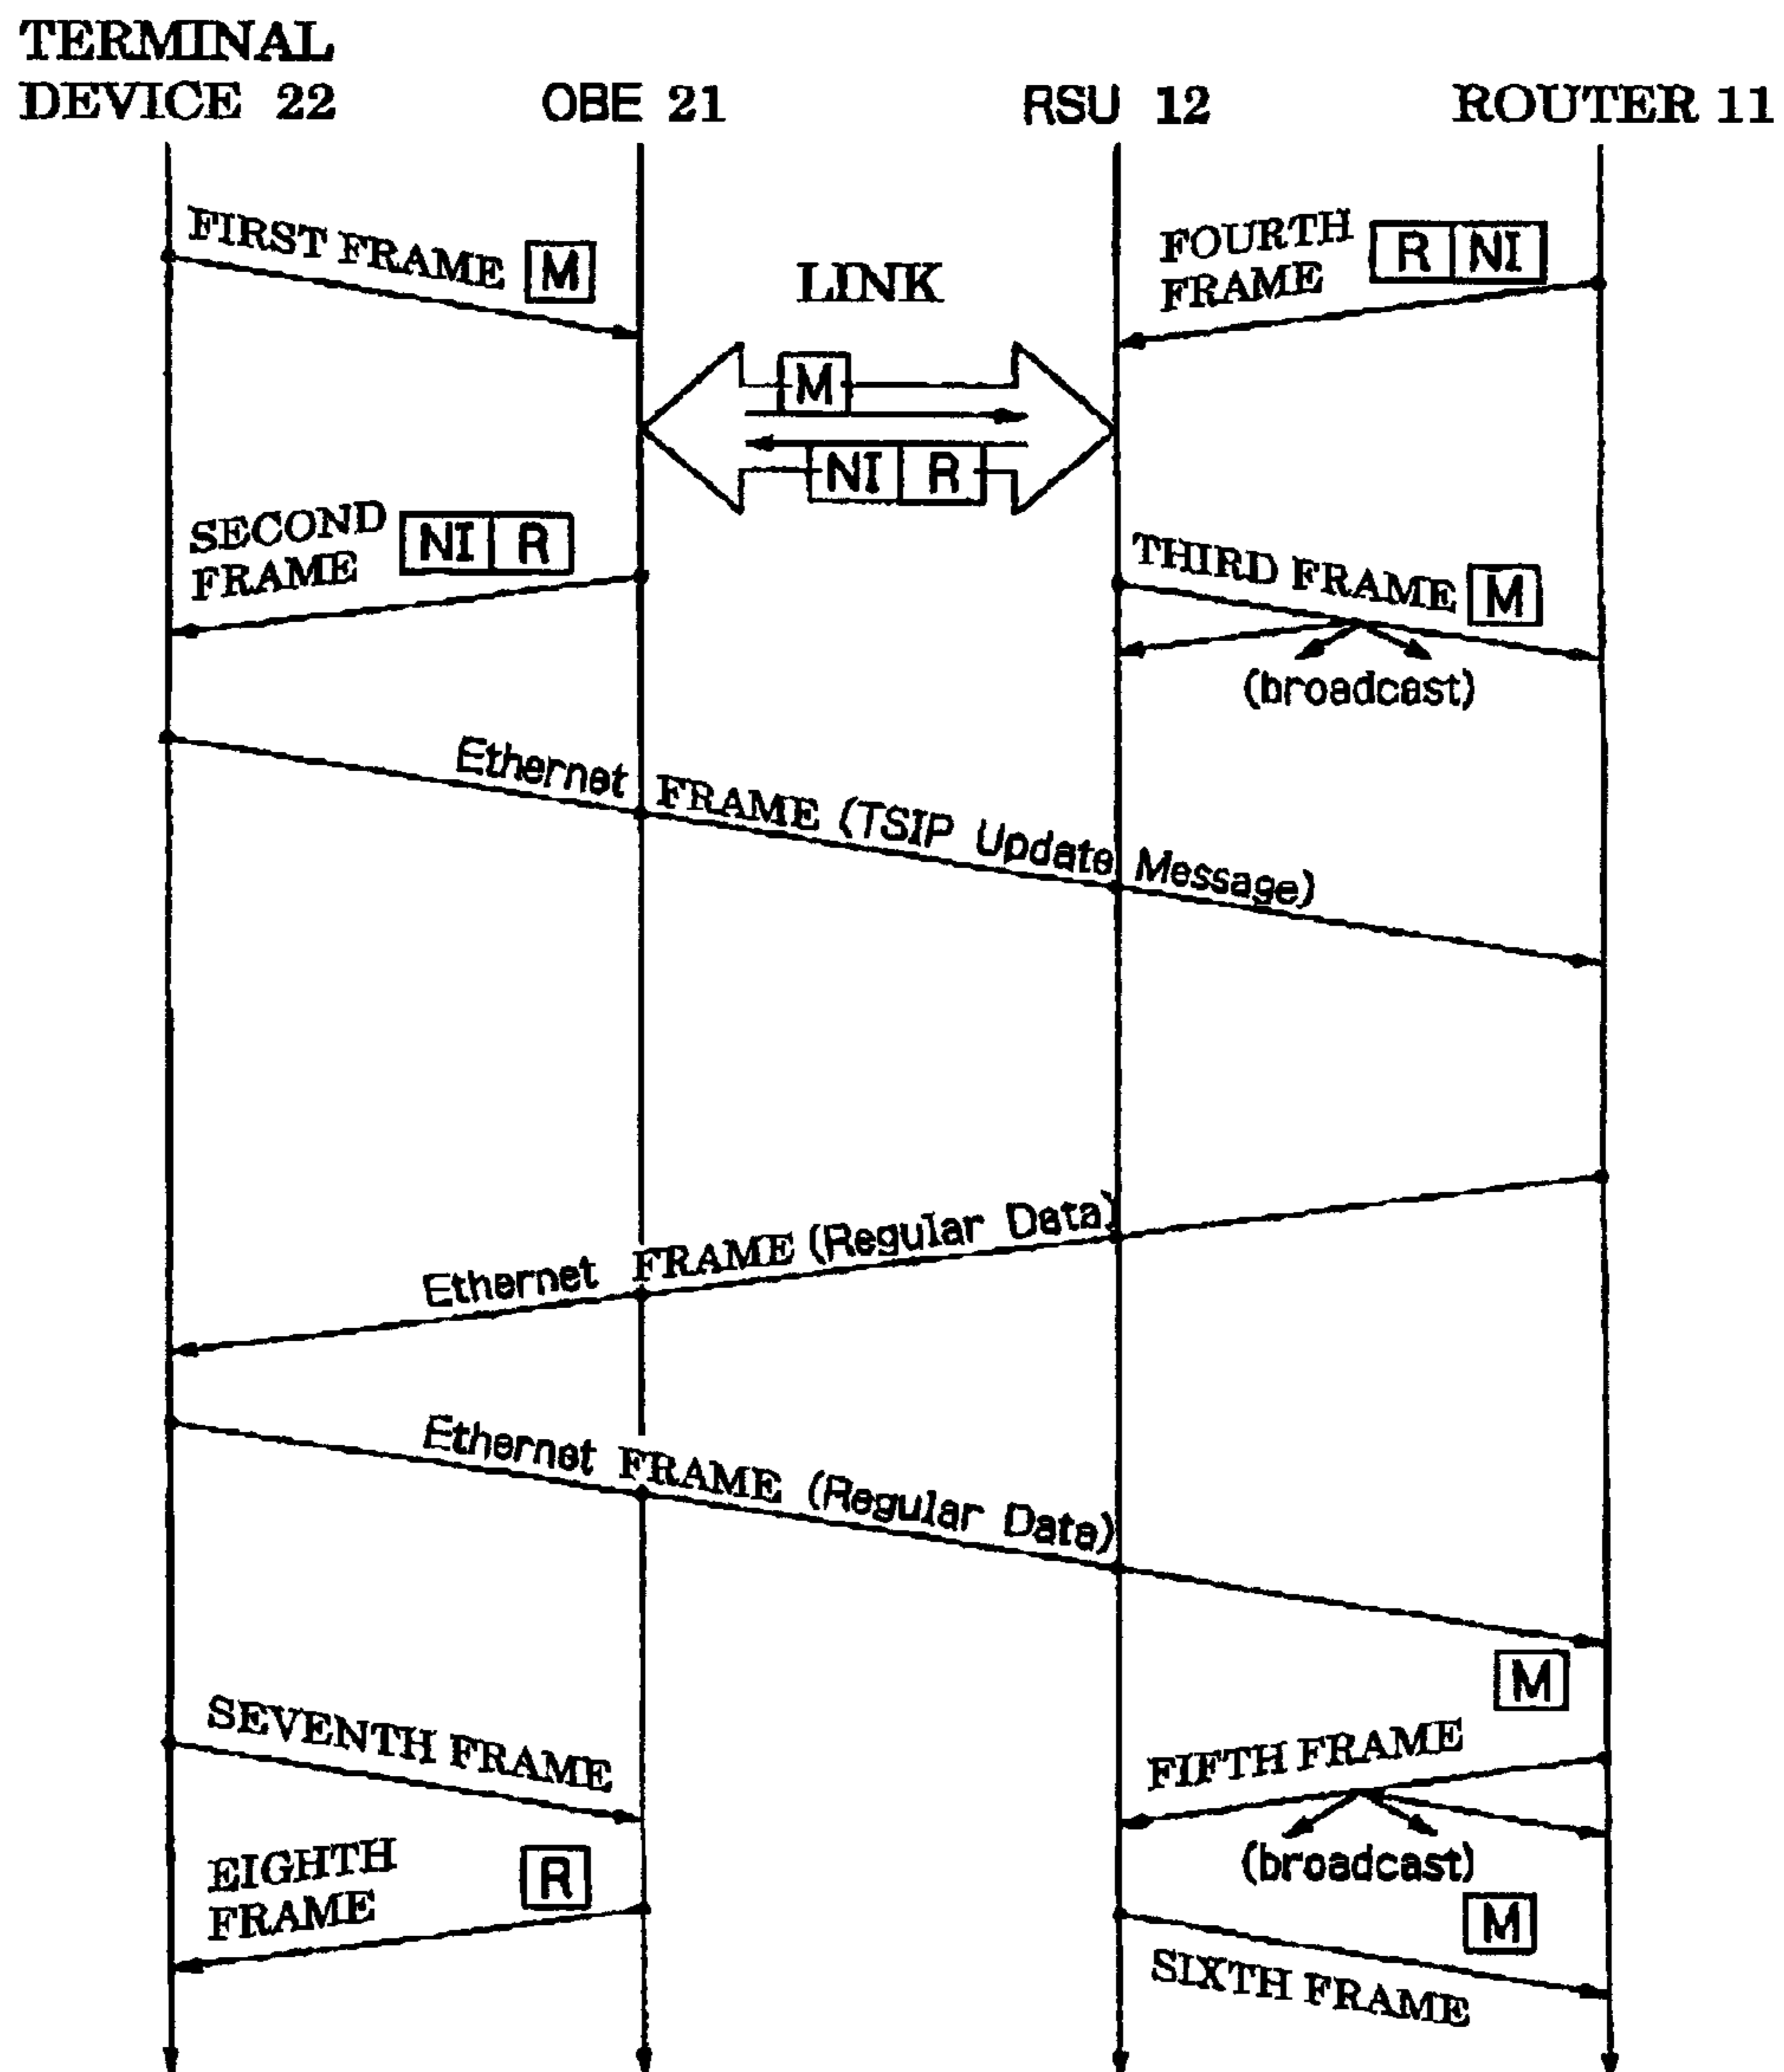 TERMINAL
DEVICE 22
OBE 21
RSU 12
ROUTER 11
FIRST FRAME M
FOURTH
FRAME
R NI
LINK
M
NI R
SECOND
FRAME
NI R
THIRD FRAME M
(broadcast)
Ethernet FRAME (TSIP Update Message)
Ethernet FRAME (Regular Data)
Ethernet FRAME (Regular Data)
M
SEVENTH FRAME
FIFTH FRAME
(broadcast)
EIGHTH
FRAME
R
M
SIXTH FRAME